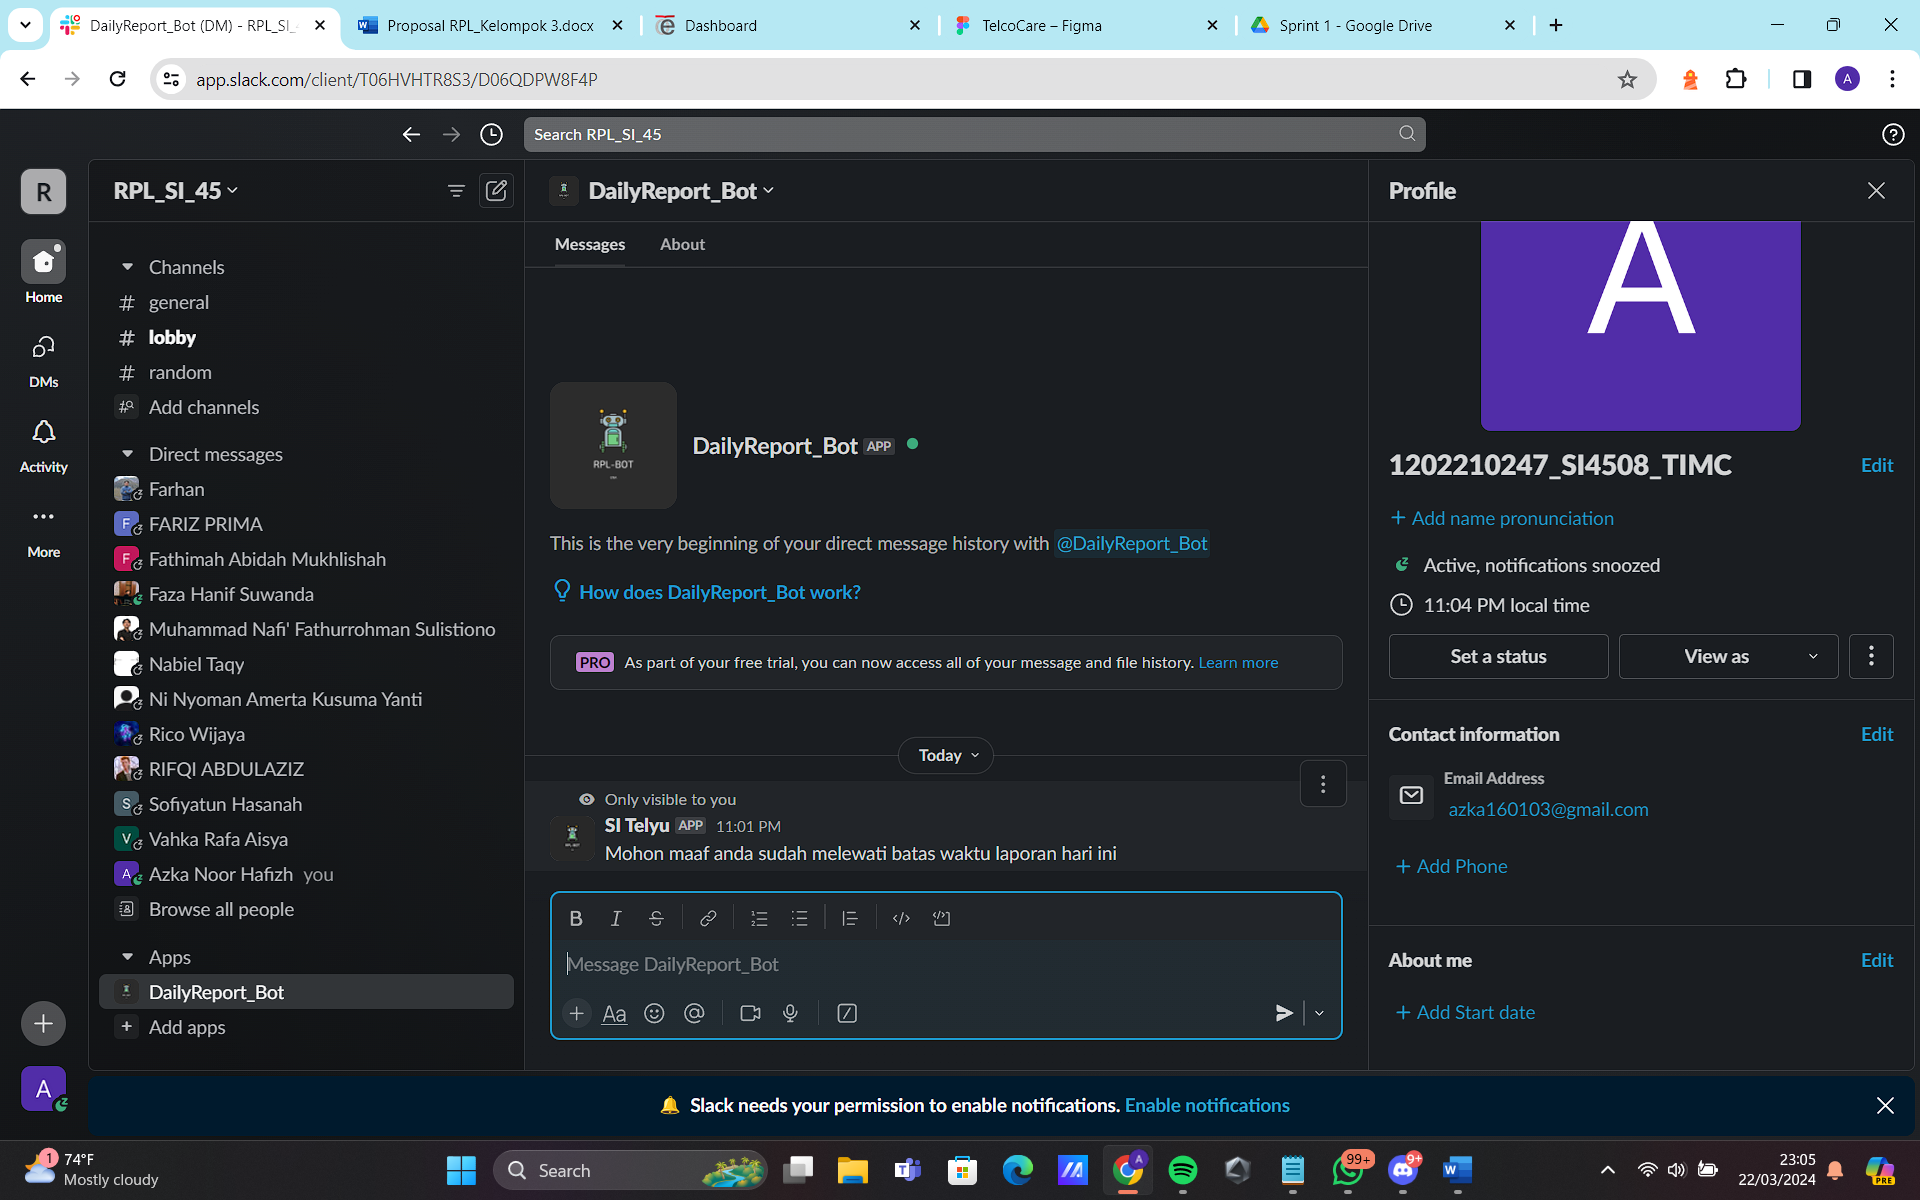 DailyReport_Bot (DM) - RPL_SI_
Proposal RPL_Kelompok 3.docx
Dashboard
TelcoCare – Figma
Sprint 1 - Google Drive
app.slack.com/client/T06HVHTR8S3/D06QDPW8F4P
A
Search RPL_SI_45
R
Home
DMs
Activity
More
A
RPL_SI_45
Channels
# general
# lobby
# random
Add channels
Direct messages
Farhan
F FARIZ PRIMA
F Fathimah Abidah Mukhlishah
Faza Hanif Suwanda
Muhammad Nafi' Fathurrohman Sulistiono
Nabiel Taqy
Ni Nyoman Amerta Kusuma Yanti
Rico Wijaya
RIFQI ABDULAZIZ
S Sofiyatun Hasanah
V Vahka Rafa Aisya
A Azka Noor Hafizh you
Browse all people
Apps
DailyReport_Bot
+ Add apps
DailyReport_Bot
Messages
About
RPL-BOT
DailyReport_Bot APP
This is the very beginning of your direct message history with @DailyReport_Bot
How does DailyReport_Bot work?
PRO As part of your free trial, you can now access all of your message and file history. Learn more
Today
Only visible to you
SI Telyu APP 11:01 PM
Mohon maaf anda sudah melewati batas waktu laporan hari ini
B I S
Message DailyReport_Bot
+ Aa @
Profile
A
1202210247_SI4508_TIMC
Edit
+ Add name pronunciation
Active, notifications snoozed
11:04 PM local time
Set a status
View as
Contact information
Edit
Email Address
azka160103@gmail.com
+ Add Phone
About me
Edit
+ Add Start date
Slack needs your permission to enable notifications. Enable notifications
1
74°F
Mostly cloudy
Search
A
99+
9+
W
23:05
22/03/2024
PRE